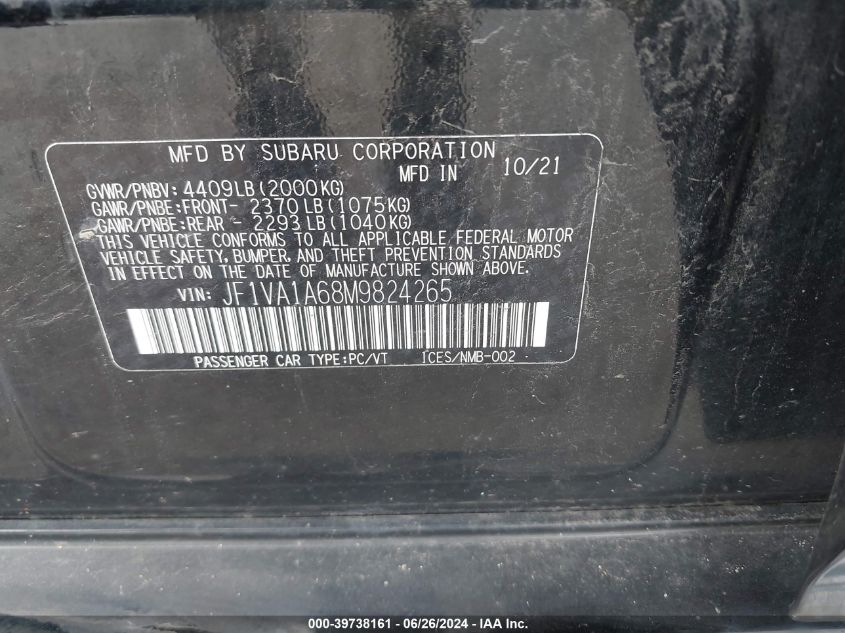 MFD BY SUBARU CORPORATION
MFD IN 10/21
GVWR/PNBV: 4409LB(2000KG)
GAWR/PNBE:FRONT- 2370LB(1075KG)
GAWR/PNBE:REAR - 2293LB(1040KG)
THIS VEHICLE CONFORMS TO ALL APPLICABLE FEDERAL MOTOR
VEHICLE SAFETY, BUMPER, AND THEFT PREVENTION STANDARDS
IN EFFECT ON THE DATE OF MANUFACTURE SHOWN ABOVE.
VIN: JF1VA1A68M9824265
PASSENGER CAR TYPE:PC/VT ICES/NMB-002
000-39738161 - 06/26/2024 - IAA Inc.